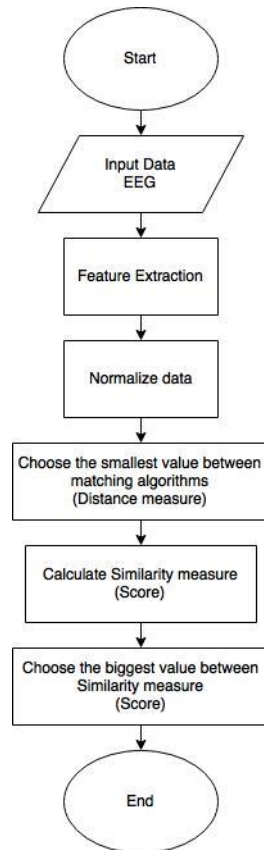 Start
Input Data
EEG
Feature Extraction
Normalize data
Choose the smallest value between
matching algorithms
(Distance measure)
Calculate Similarity measure
(Score)
Choose the biggest value between
Similarity measure
(Score)
End